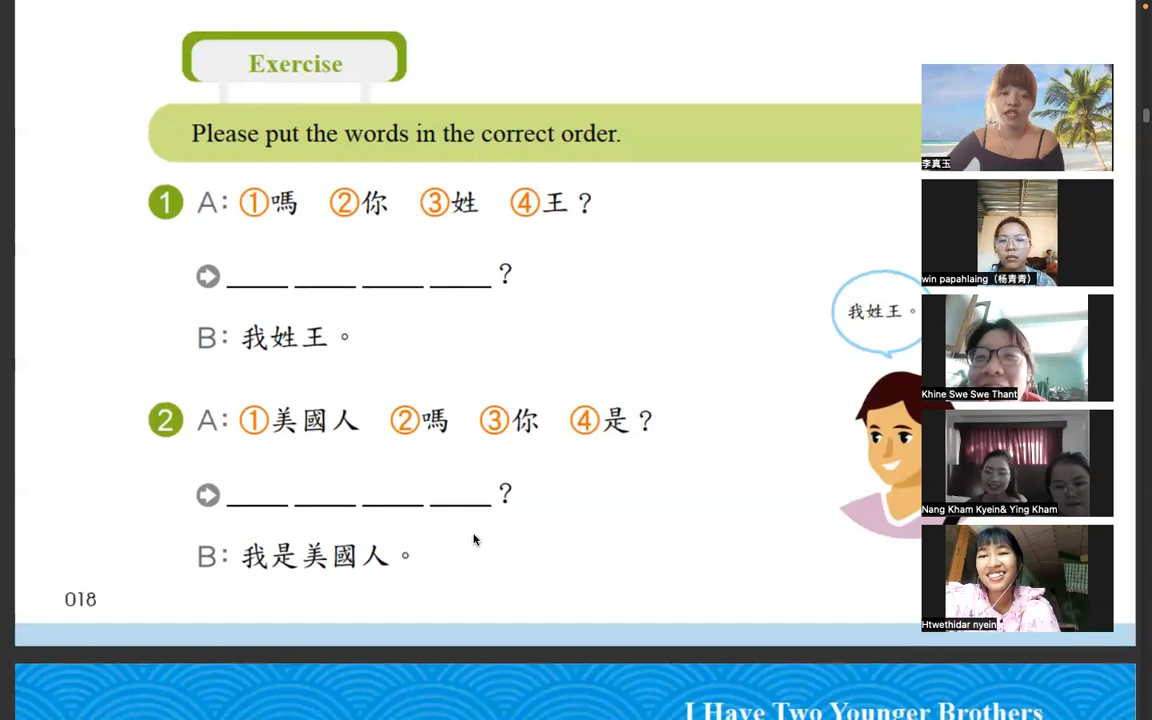 Exercise
Please put the words in the correct order.
1 A: ①嗎 ②你 ③姓 ④王?
____ ____ ____ ____ ?
B: 我姓王。
我姓王。
2 A: ①美國人 ②嗎 ③你 ④是?
____ ____ ____ ____ ?
B: 我是美國人。
018
I Have Two Younger Brothers
李真玉
win papahlaing (杨青青)
Khine Swe Swe Thant
Nang Kham Kyein& Ying Kham
Htwethidar nyein